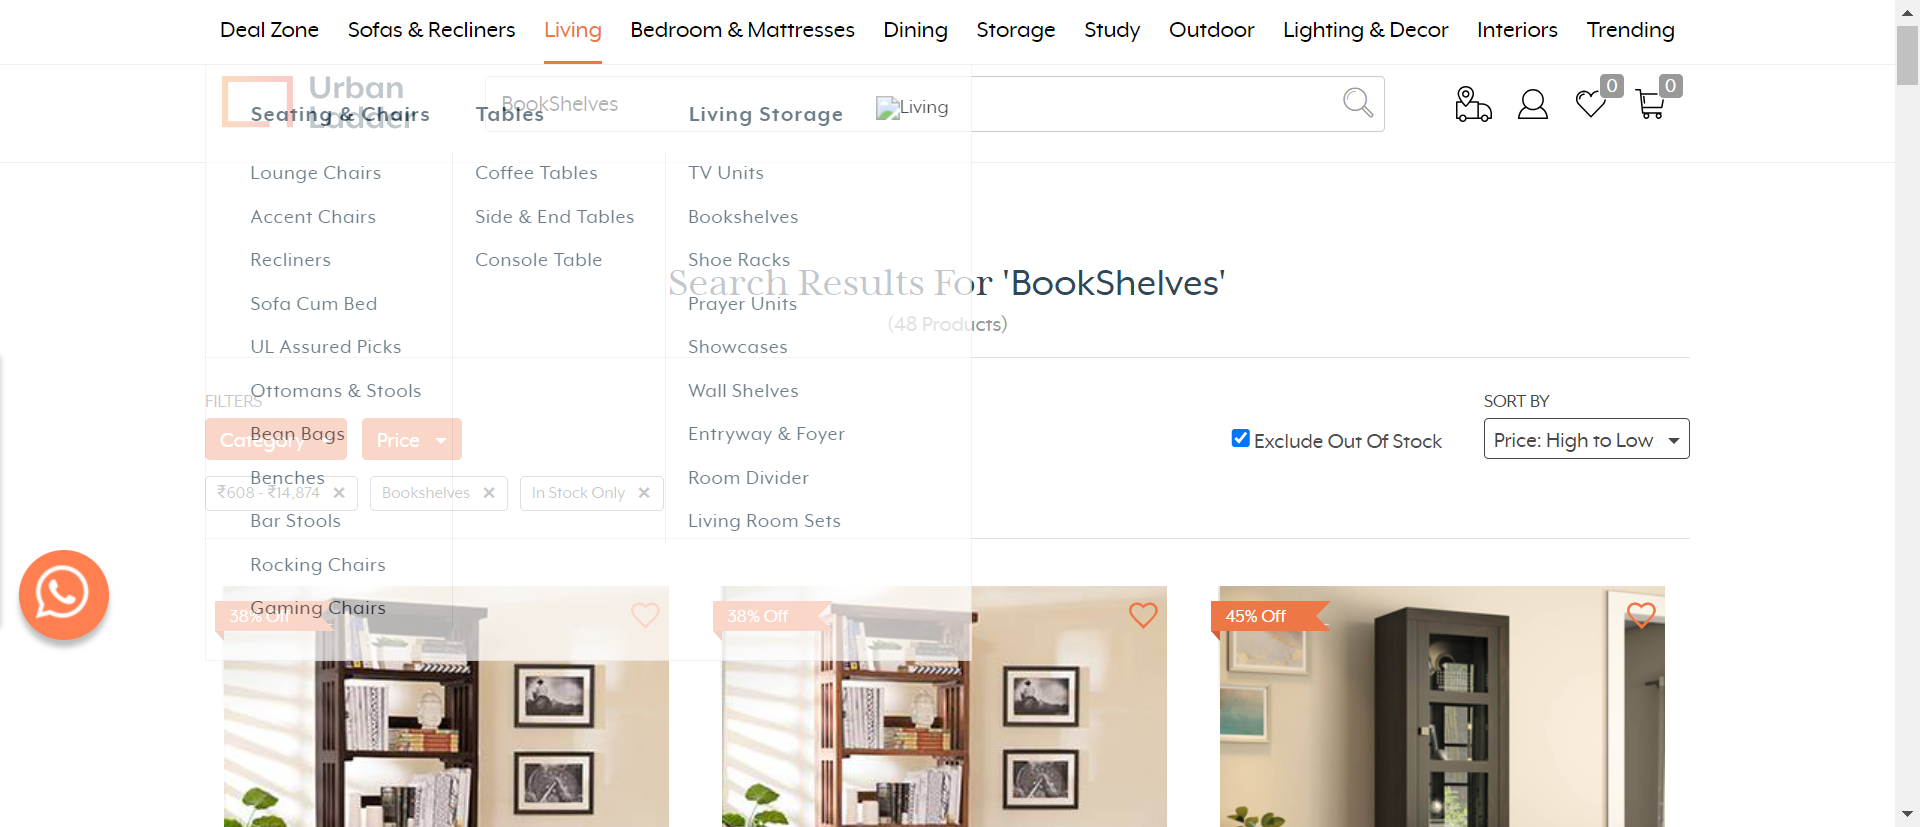 Deal Zone Sofas & Recliners Living Bedroom & Mattresses Dining Storage Study Outdoor Lighting & Decor Interiors Trending
Urban
Ladder
BookShelves
0
0
Seating & Chairs
Lounge Chairs
Accent Chairs
Recliners
Sofa Cum Bed
UL Assured Picks
Ottomans & Stools
Bean Bags
Benches
Bar Stools
Rocking Chairs
Gaming Chairs
Tables
Coffee Tables
Side & End Tables
Console Table
Living Storage
TV Units
Bookshelves
Shoe Racks
Prayer Units
Showcases
Wall Shelves
Entryway & Foyer
Room Divider
Living Room Sets
Living
Search Results For 'BookShelves'
(48 Products)
FILTERS
Category
Price
SORT BY
Exclude Out Of Stock
Price: High to Low
₹608 - ₹14,874
Bookshelves
In Stock Only
38% Off
38% Off
45% Off